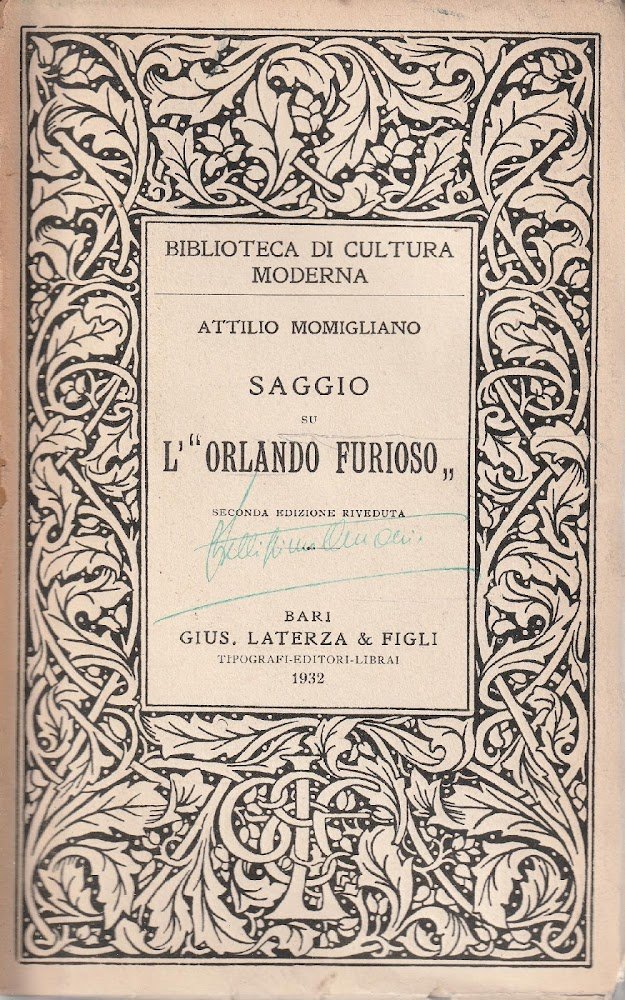 BIBLIOTECA DI CULTURA
MODERNA
ATTILIO MOMIGLIANO
SAGGIO
SU
L'“ORLANDO FURIOSO„
SECONDA EDIZIONE RIVEDUTA
BARI
GIUS. LATERZA & FIGLI
TIPOGRAFI-EDITORI-LIBRAI
1932